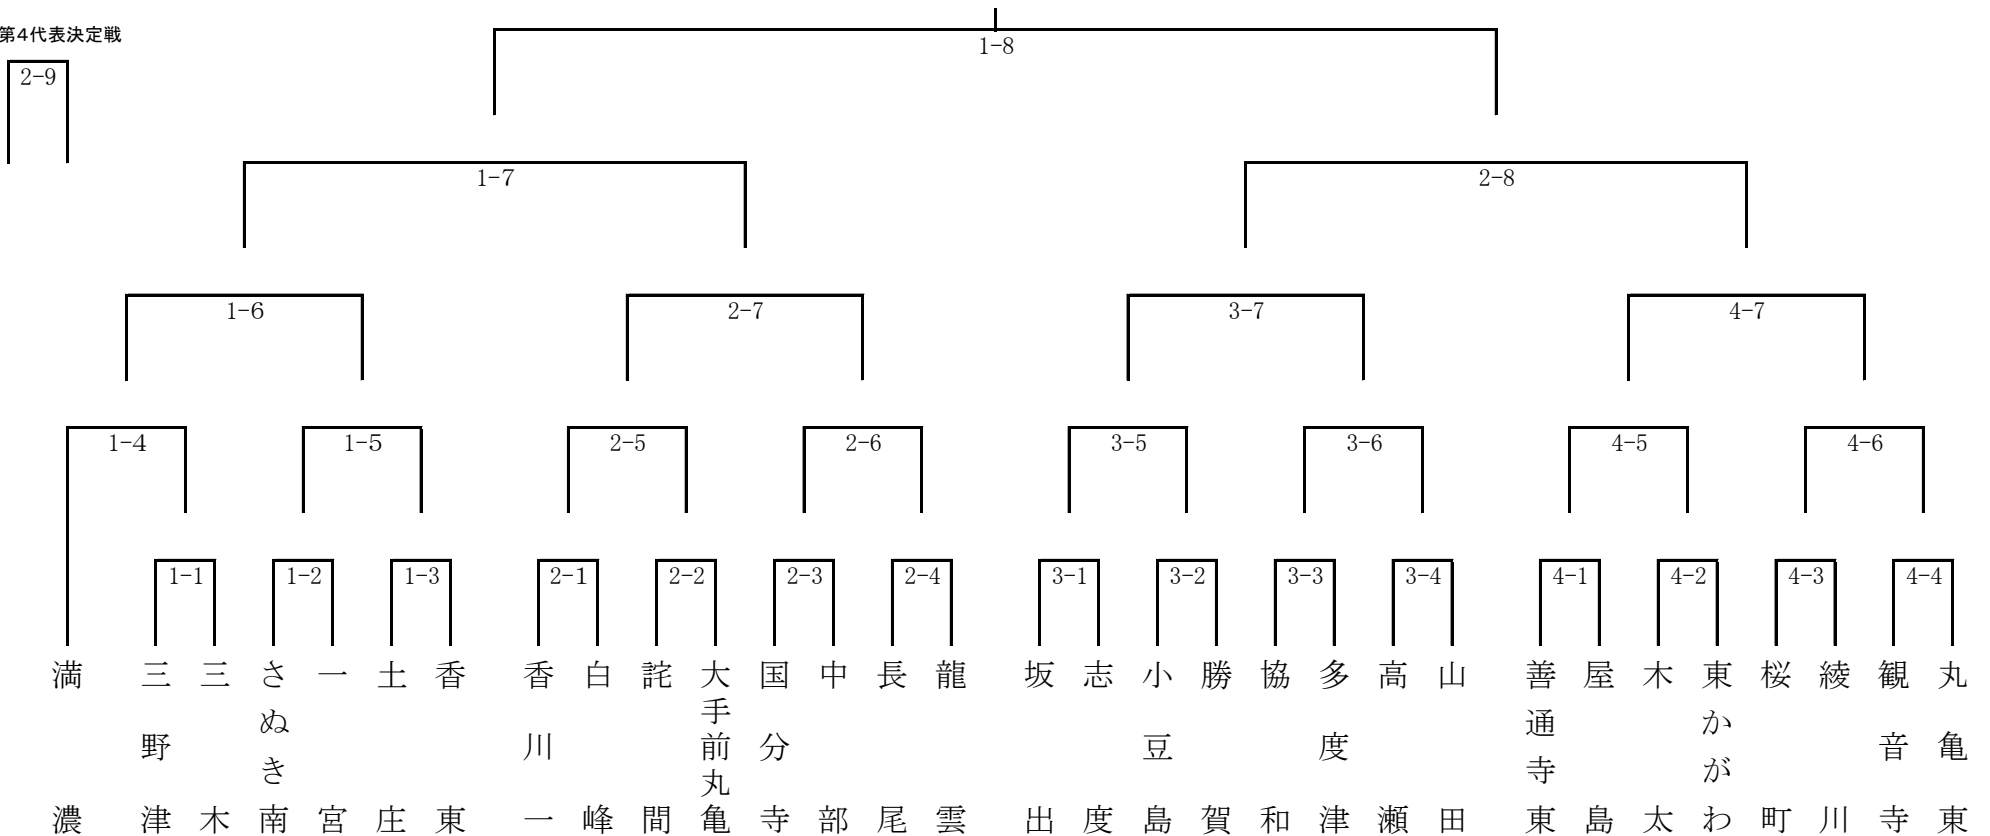 第4代表決定戦
2-9
1-8
1-7
2-8
1-6
2-7
3-7
4-7
1-4
1-5
2-5
2-6
3-5
3-6
4-5
4-6
1-1
1-2
1-3
2-1
2-2
2-3
2-4
3-1
3-2
3-3
3-4
4-1
4-2
4-3
4-4
満濃
三野津
三木
さぬき南
一宮
土庄
香東
香川一
白峰
詫間
大手前丸亀
国分寺
中部
長尾
龍雲
坂出
志度
小豆島
勝賀
協和
多度津
高瀬
山田
善通寺東
屋島
木太
東かがわ
桜町
綾川
観音寺
丸亀東